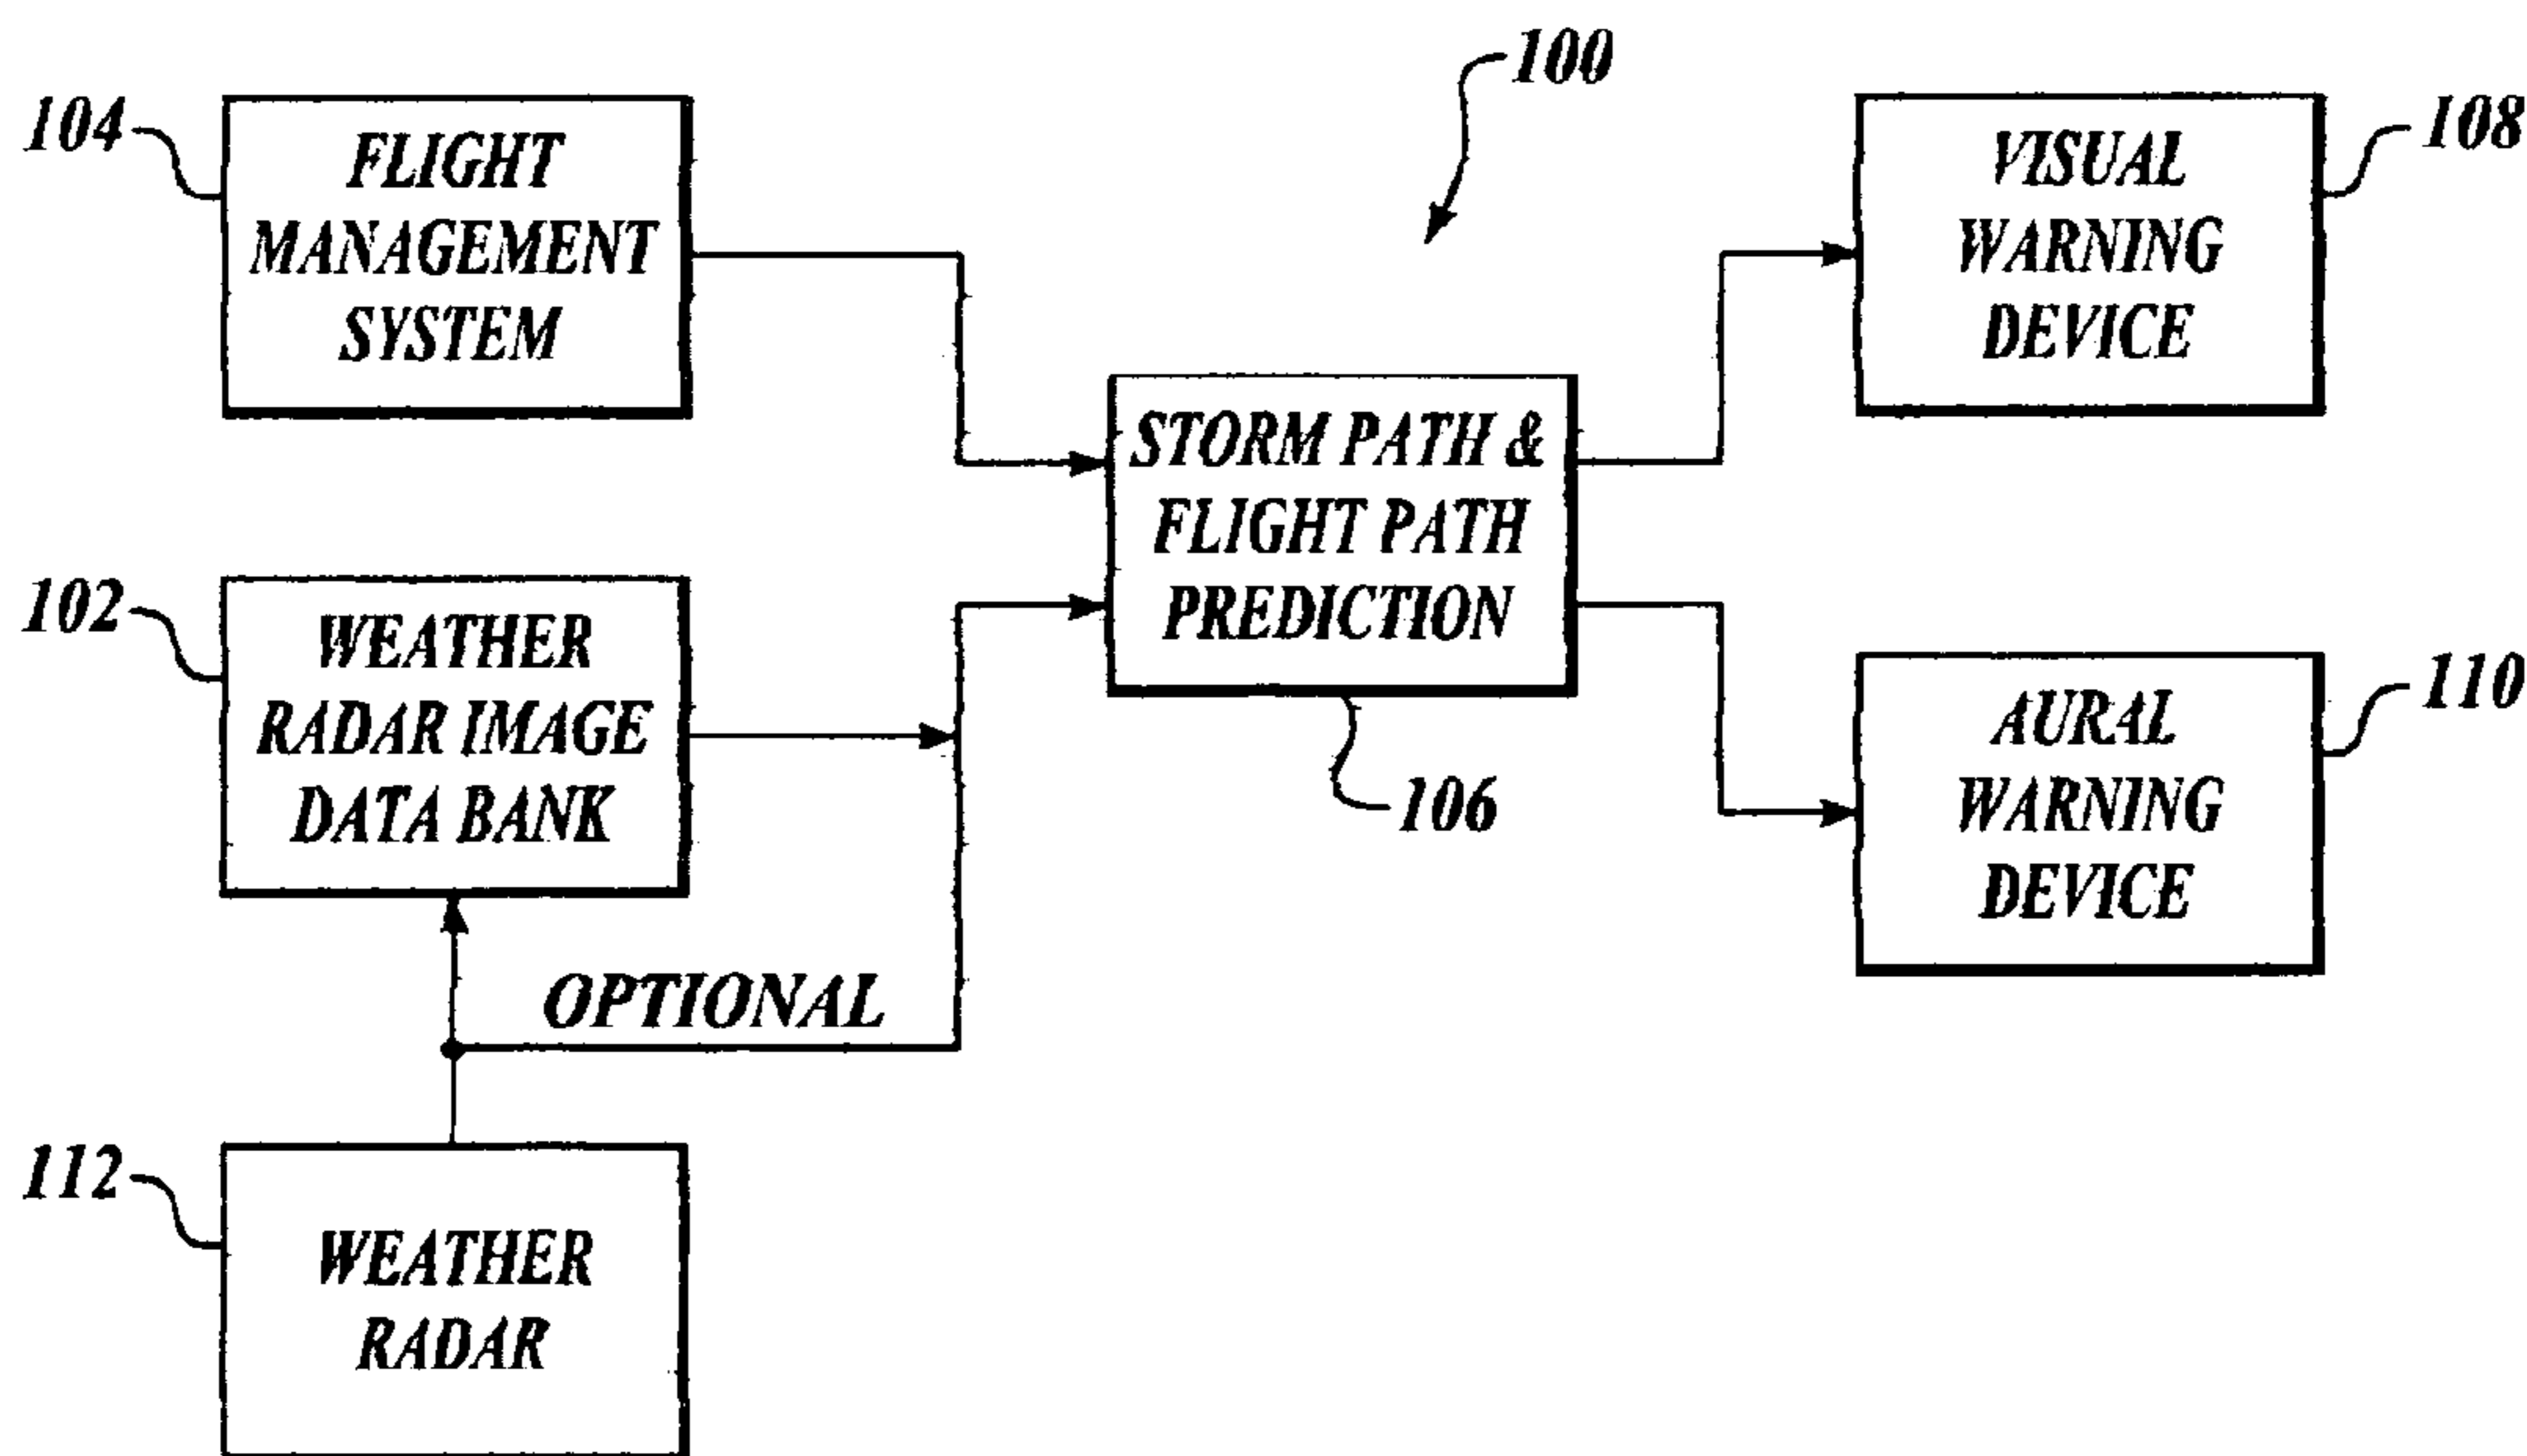 100
104
FLIGHT
MANAGEMENT
SYSTEM
VISUAL
WARNING
DEVICE
108
STORM PATH &
FLIGHT PATH
PREDICTION
106
102
WEATHER
RADAR IMAGE
DATA BANK
AURAL
WARNING
DEVICE
110
OPTIONAL
112
WEATHER
RADAR